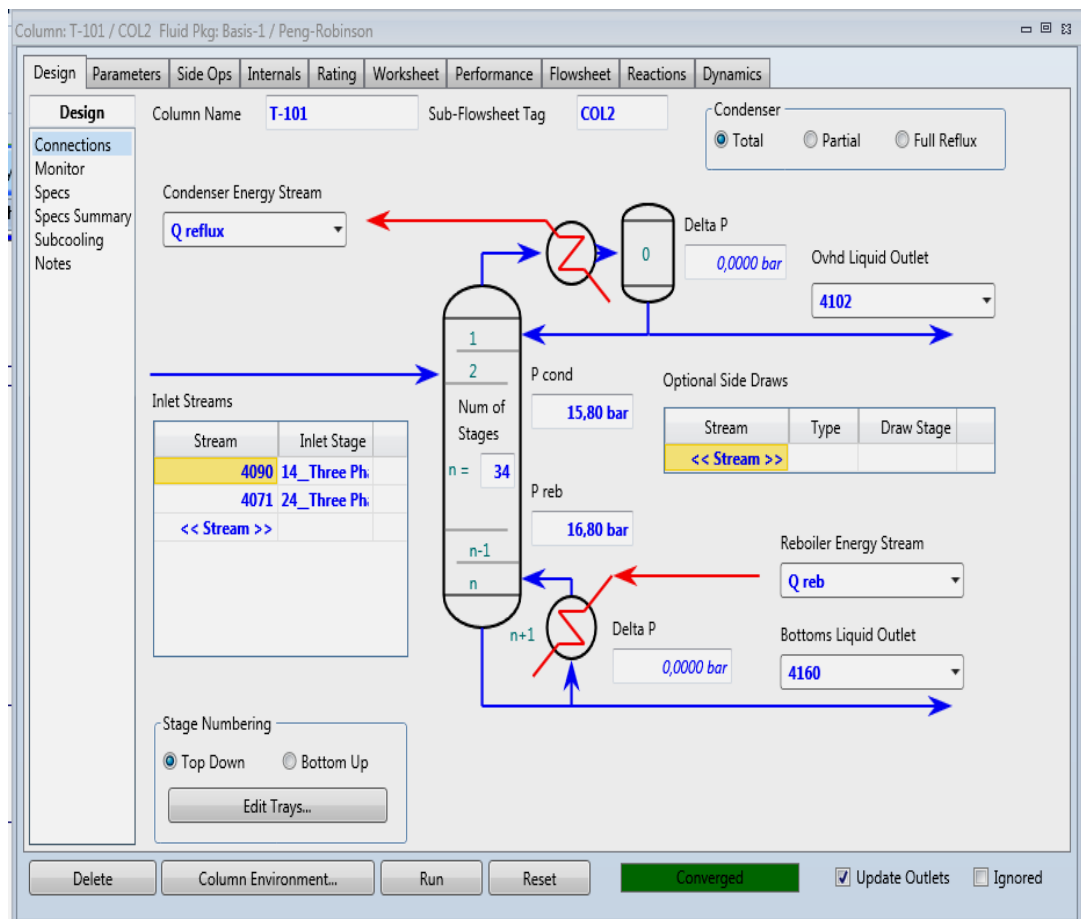 Column: T-101 / COL2 Fluid Pkg: Basis-1 / Peng-Robinson
Design Parameters Side Ops Internals Rating Worksheet Performance Flowsheet Reactions Dynamics
Design
Connections
Monitor
Specs
Specs Summary
Subcooling
Notes
Column Name T-101 Sub-Flowsheet Tag COL2
Condenser
Total Partial Full Reflux
Condenser Energy Stream
Q reflux
0
Delta P
0,0000 bar
Ovhd Liquid Outlet
4102
1
2
Num of
Stages
n = 34
n-1
n
n+1
P cond
15,80 bar
P reb
16,80 bar
Inlet Streams
Stream Inlet Stage
4090 14_Three Pha
4071 24_Three Pha
<< Stream >>
Optional Side Draws
Stream Type Draw Stage
<< Stream >>
Reboiler Energy Stream
Q reb
Delta P
0,0000 bar
Bottoms Liquid Outlet
4160
Stage Numbering
Top Down Bottom Up
Edit Trays...
Delete Column Environment... Run Reset Converged Update Outlets Ignored